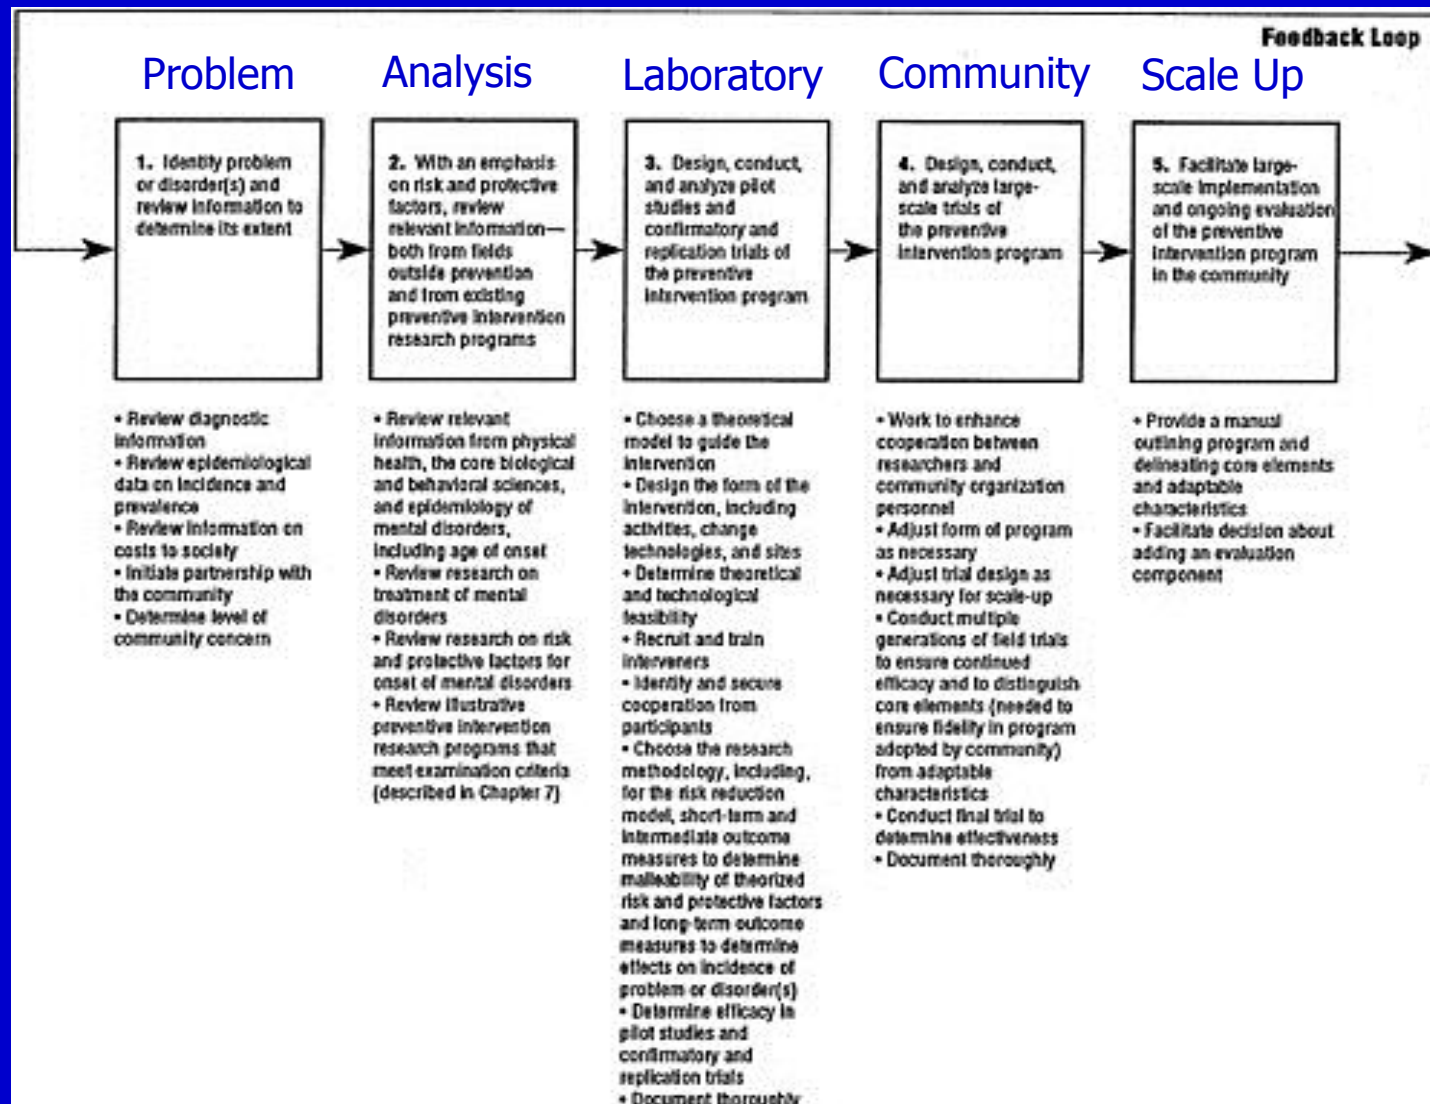 Feedback Loop
Problem
Analysis
Laboratory
Community
Scale Up
1. Identify problem
or disorder(s) and
review information to
determine its extent
2. With an emphasis
on risk and protective
factors, review
relevant information—
both from fields
outside prevention
and from existing
preventive intervention
research programs
3. Design, conduct,
and analyze pilot
studies and
confirmatory and
replication trials of
the preventive
intervention program
4. Design, conduct,
and analyze large-
scale trials of
the preventive
intervention program
5. Facilitate large-
scale implementation
and ongoing evaluation
of the preventive
intervention program
in the community
• Review diagnostic
information
• Review epidemiological
data on incidence and
prevalence
• Review information on
costs to society
• Initiate partnership with
the community
• Determine level of
community concern
• Review relevant
information from physical
health, the core biological
and behavioral sciences,
and epidemiology of
mental disorders,
including age of onset
• Review research on
treatment of mental
disorders
• Review research on risk
and protective factors for
onset of mental disorders
• Review illustrative
preventive intervention
research programs that
meet examination criteria
(described in Chapter 7)
• Choose a theoretical
model to guide the
intervention
• Design the form of the
intervention, including
activities, change
technologies, and sites
• Determine theoretical
and technological
feasibility
• Recruit and train
interveners
• Identify and secure
cooperation from
participants
• Choose the research
methodology, including,
for the risk reduction
model, short-term and
intermediate outcome
measures to determine
malleability of theorized
risk and protective factors
and long-term outcome
measures to determine
effects on incidence of
problem or disorder(s)
• Determine efficacy in
pilot studies and
confirmatory and
replication trials
• Document thoroughly
• Work to enhance
cooperation between
researchers and
community organization
personnel
• Adjust form of program
as necessary
• Adjust trial design as
necessary for scale-up
• Conduct multiple
generations of field trials
to ensure continued
efficacy and to distinguish
core elements (needed to
ensure fidelity in program
adopted by community)
from adaptable
characteristics
• Conduct final trial to
determine effectiveness
• Document thoroughly
• Provide a manual
outlining program and
delineating core elements
and adaptable
characteristics
• Facilitate decision about
adding an evaluation
component